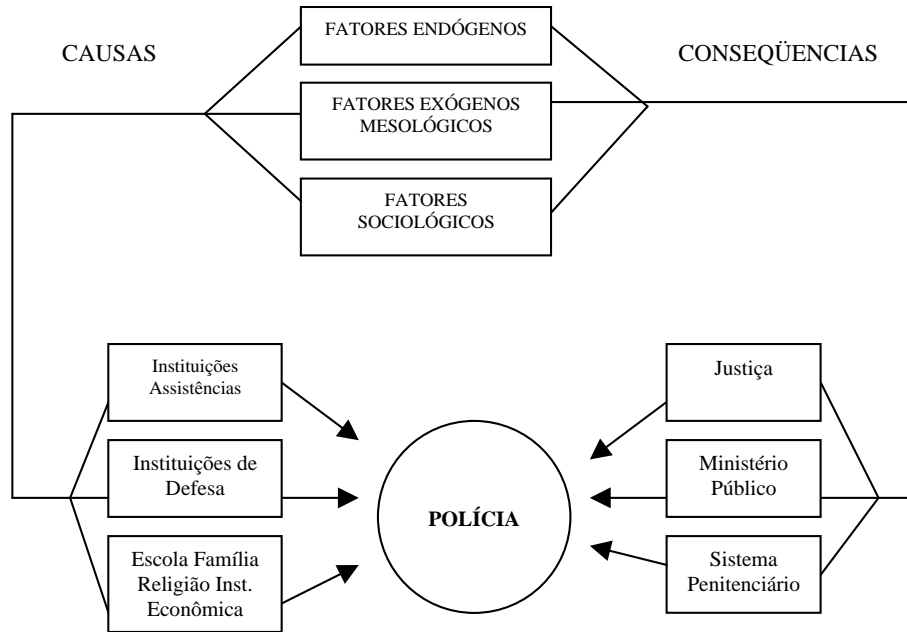 FATORES ENDÓGENOS
CAUSAS
CONSEQÜENCIAS
FATORES EXÓGENOS
MESOLÓGICOS
FATORES
SOCIOLÓGICOS
Instituições
Assistências
Justiça
Instituições de
Defesa
Ministério
Público
POLÍCIA
Escola Família
Religião Inst.
Econômica
Sistema
Penitenciário